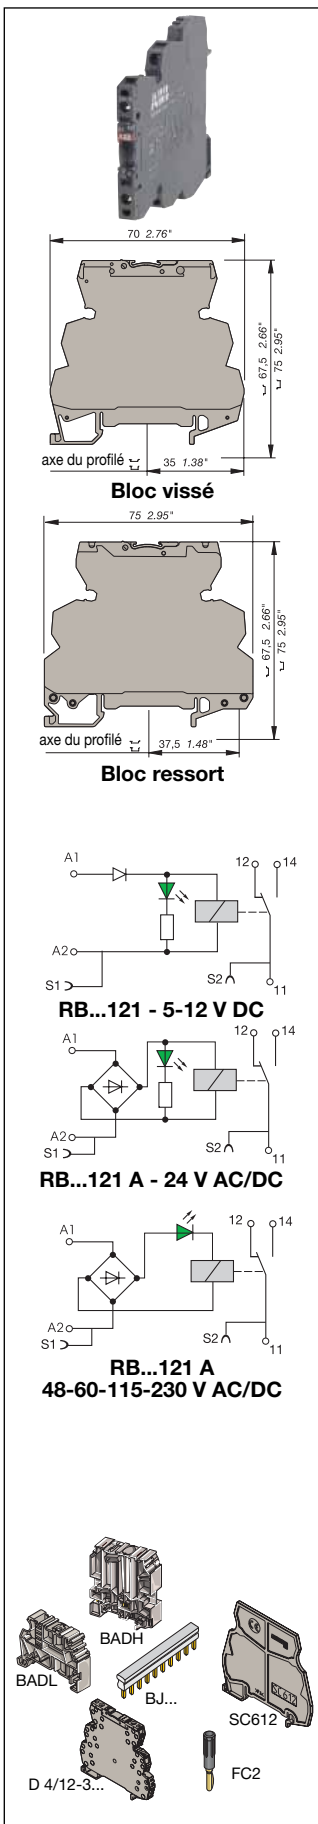 ABB
70 2.76"
67,5 2.66"
75 2.95"
axe du profilé
35 1.38"
Bloc vissé
75 2.95"
67,5 2.66"
75 2.95"
axe du profilé
37,5 1.48"
Bloc ressort
A1
12
14
A2
S1
S2
11
RB...121 - 5-12 V DC
A1
12
14
A2
S1
S2
11
RB...121 A - 24 V AC/DC
A1
12
14
A2
S1
S2
11
RB...121 A
48-60-115-230 V AC/DC
BADH
BADL
BJ...
SC612
SC612
D 4/12-3...
FC2